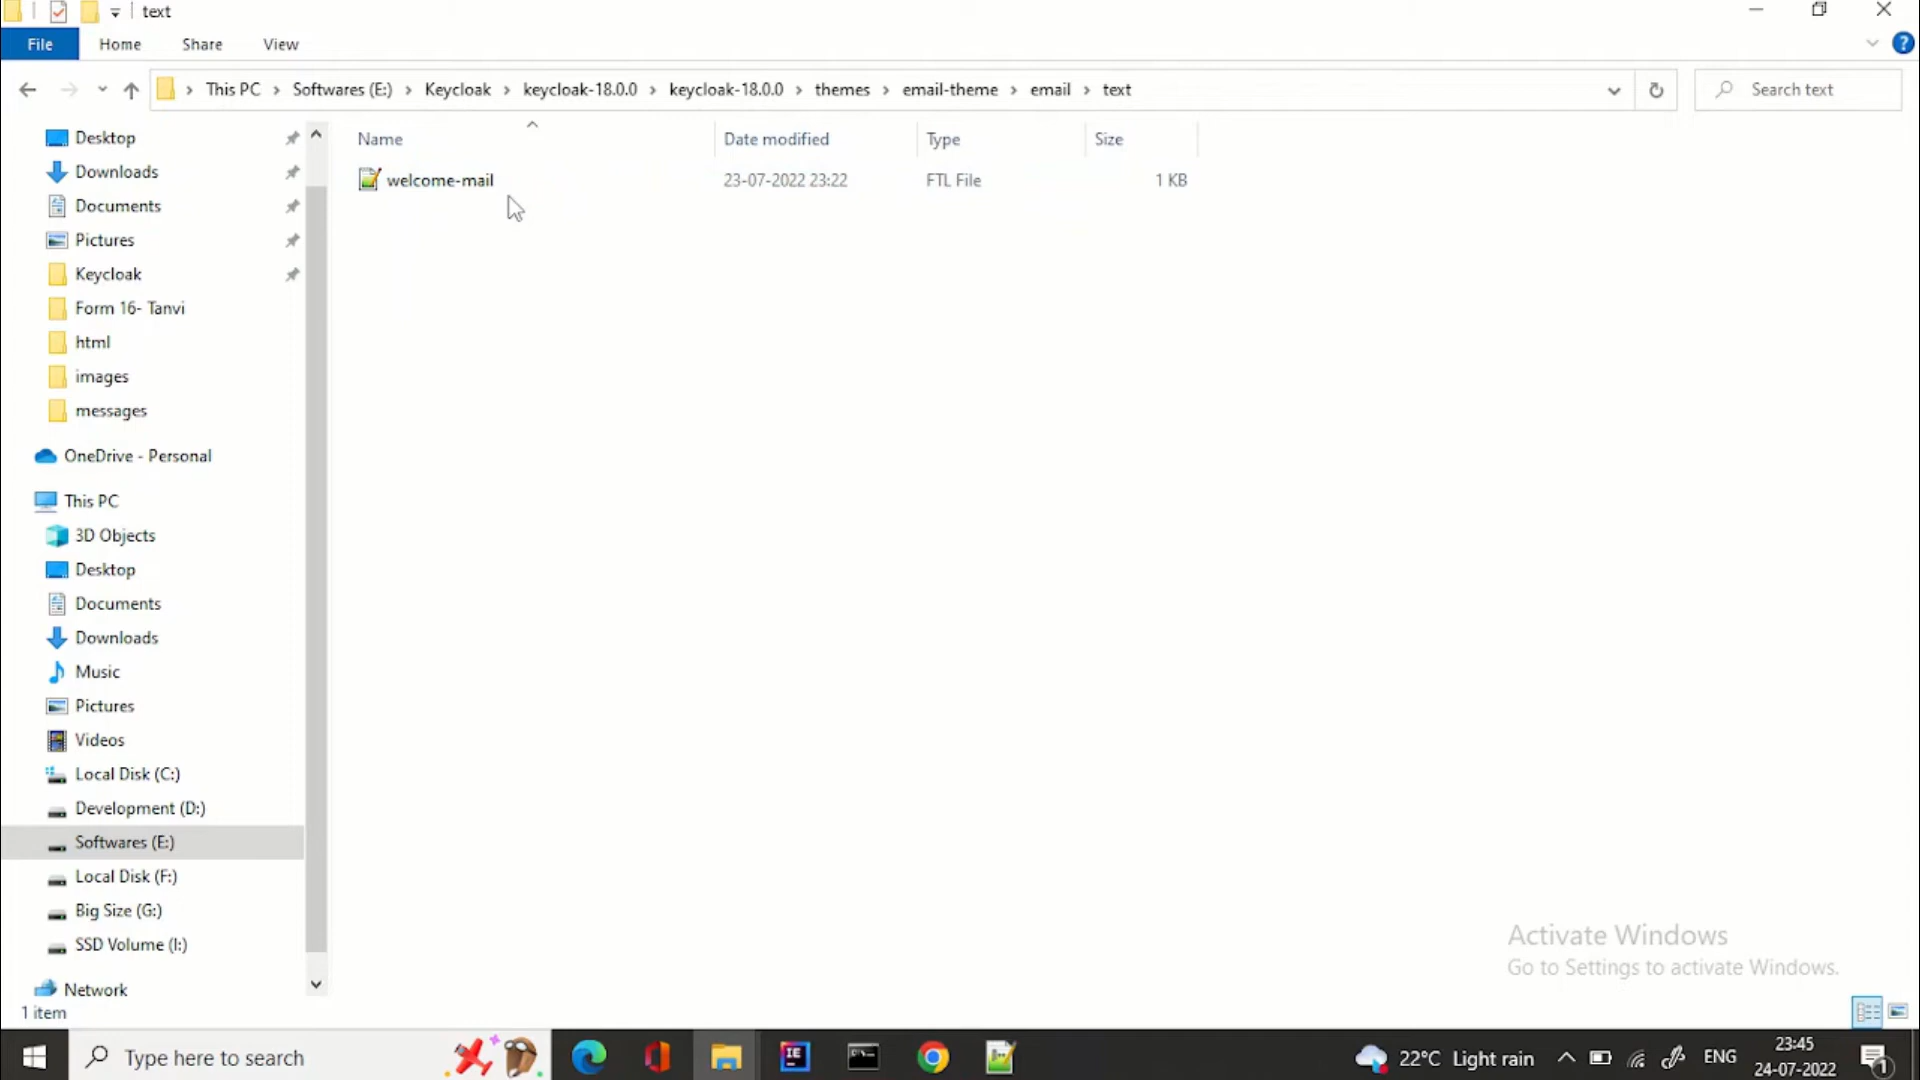 text
File Home Share View
This PC Softwares (E:) Keycloak keycloak-18.0.0 keycloak-18.0.0 themes email-theme email text
Search text
Name Date modified Type Size
welcome-mail 23-07-2022 23:22 FTL File 1 KB
Desktop
Downloads
Documents
Pictures
Keycloak
Form 16- Tanvi
html
images
messages
OneDrive - Personal
This PC
3D Objects
Desktop
Documents
Downloads
Music
Pictures
Videos
Local Disk (C:)
Development (D:)
Softwares (E:)
Local Disk (F:)
Big Size (G:)
SSD Volume (I:)
Network
1 item
Activate Windows
Go to Settings to activate Windows.
Type here to search
IE
22°C Light rain
ENG
23:45
24-07-2022
1